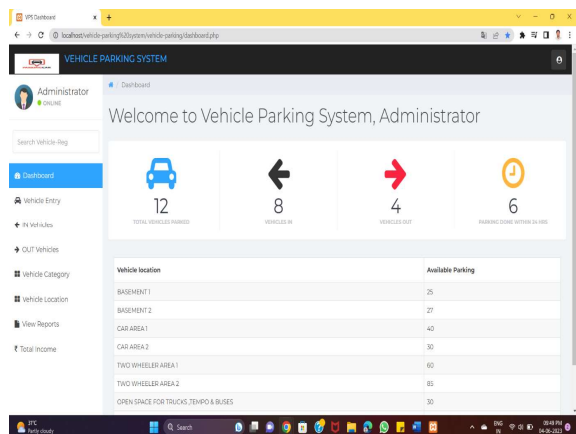 VPS Dashboard
localhost/vehicle-parking%20system/vehicle-parking/dashboard.php
VEHICLE PARKING SYSTEM
Administrator
ONLINE
Search Vehicle-Reg
Dashboard
Vehicle Entry
IN Vehicles
OUT Vehicles
Vehicle Category
Vehicle Location
View Reports
₹ Total Income
/ Dashboard
Welcome to Vehicle Parking System, Administrator
12
TOTAL VEHICLES PARKED
8
VEHICLES IN
4
VEHICLES OUT
6
PARKING DONE WITHIN 24 HRS
Vehicle location Available Parking
BASEMENT 1 25
BASEMENT 2 27
CAR AREA 1 40
CAR AREA 2 30
TWO WHEELER AREA 1 60
TWO WHEELER AREA 2 85
OPEN SPACE FOR TRUCKS ,TEMPO & BUSES 30
31°C
Partly cloudy
Search
ENG
IN
09:49 PM